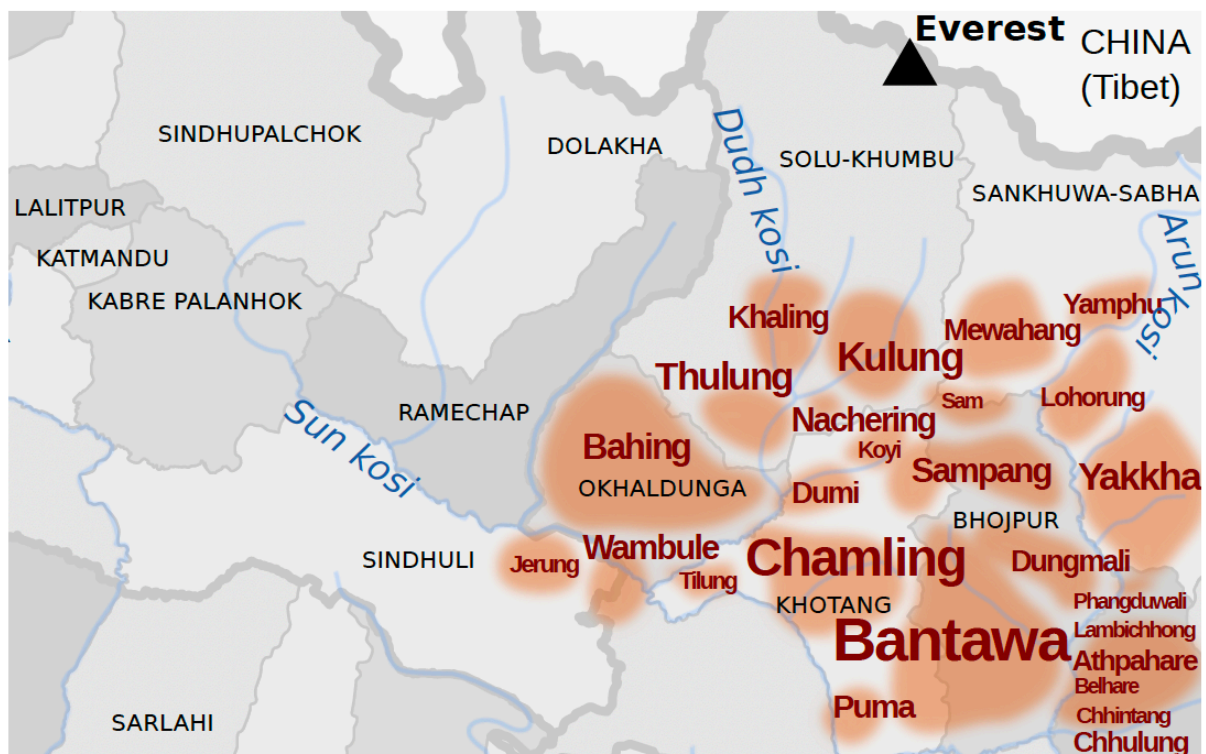 Everest
CHINA
(Tibet)
SINDHUPALCHOK
DOLAKHA
Dudh kosi
SOLU-KHUMBU
SANKHUWA-SABHA
LALITPUR
KATMANDU
Arun kosi
KABRE PALANHOK
Khaling
Yamphu
Mewahang
Kulung
Thulung
Sam
Lohorung
RAMECHAP
Nachering
Sun kosi
Bahing
Koyi
Sampang
Yakkha
OKHALDUNGA
Dumi
BHOJPUR
SINDHULI
Jerung
Wambule
Chamling
Dungmali
Tilung
KHOTANG
Phangduwali
Lambichhong
Bantawa
Athpahare
Belhare
Puma
Chhintang
SARLAHI
Chhulung